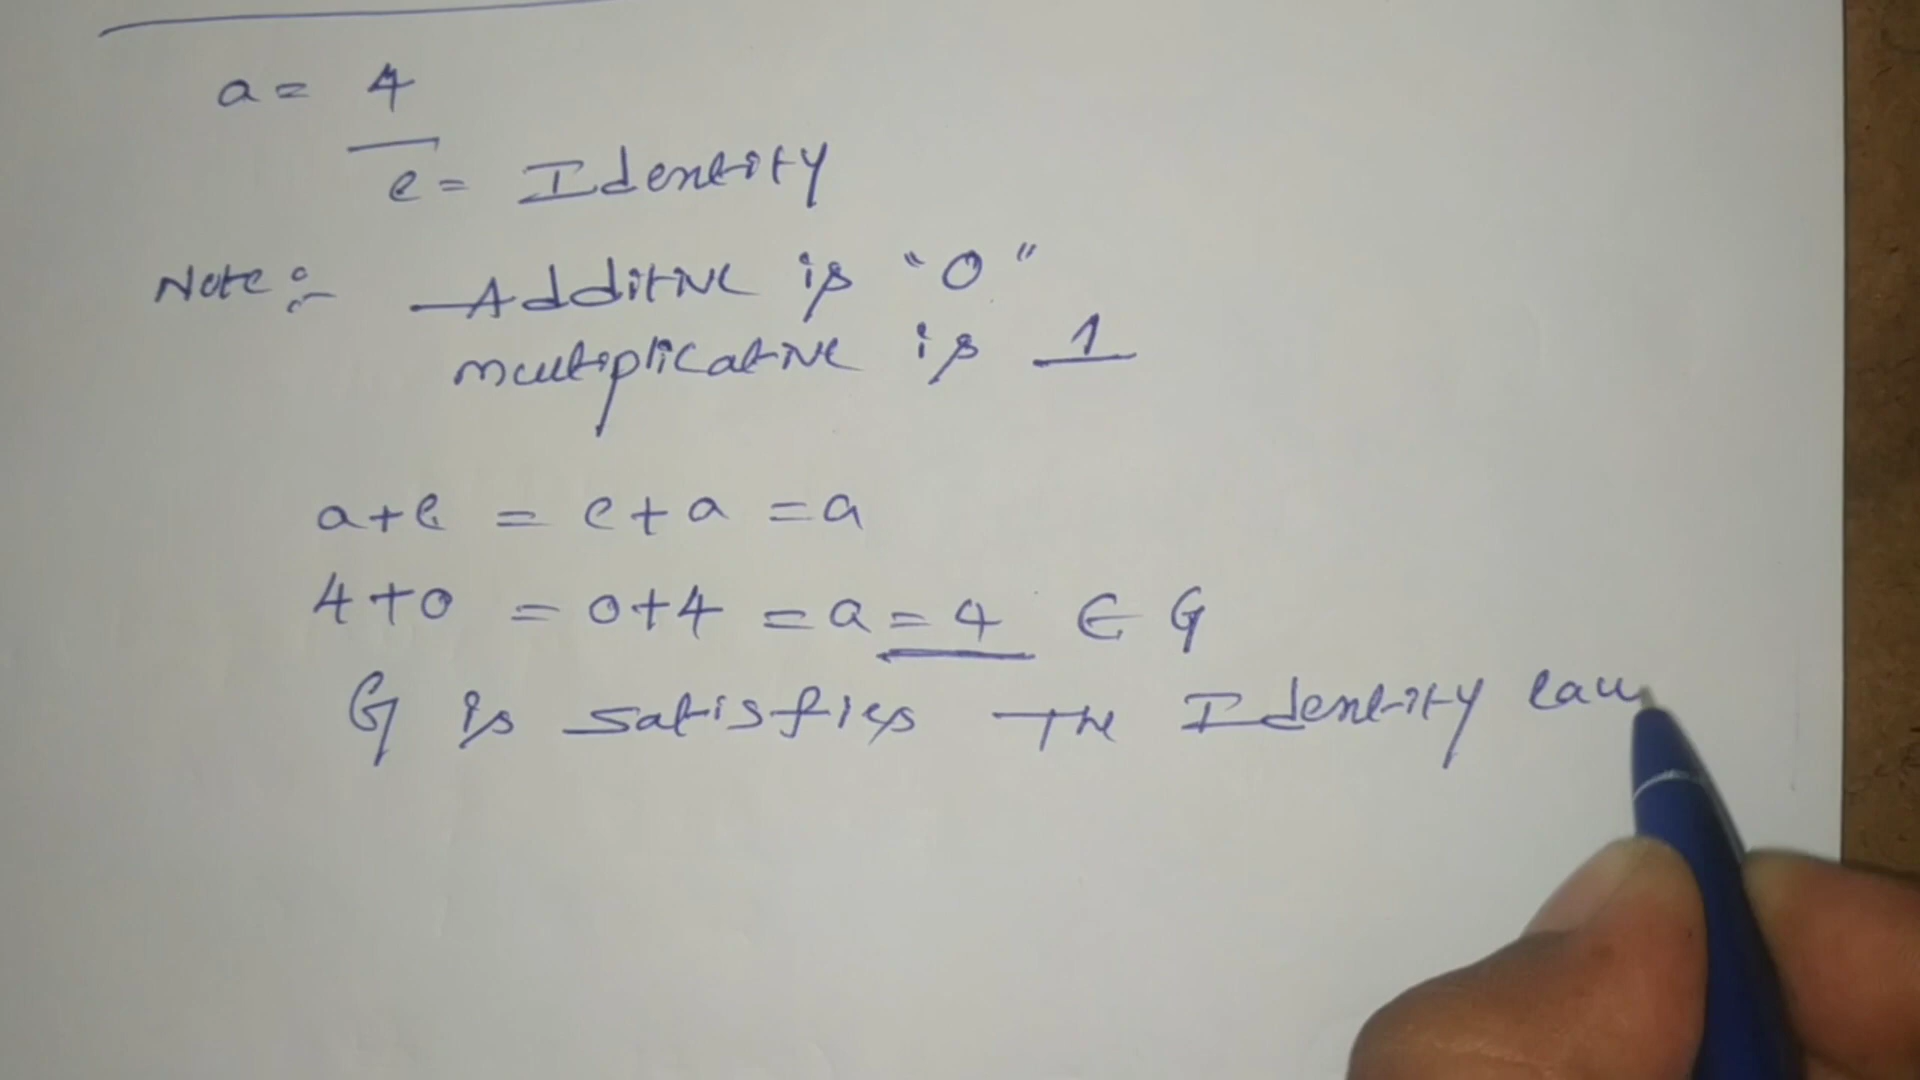 a = 4
e = Identity
Note :- Additive is "0"
multiplicative is 1
a+e = e+a = a
4+0 = 0+4 = a = 4 ∈ G
G is satisfies The Identity law